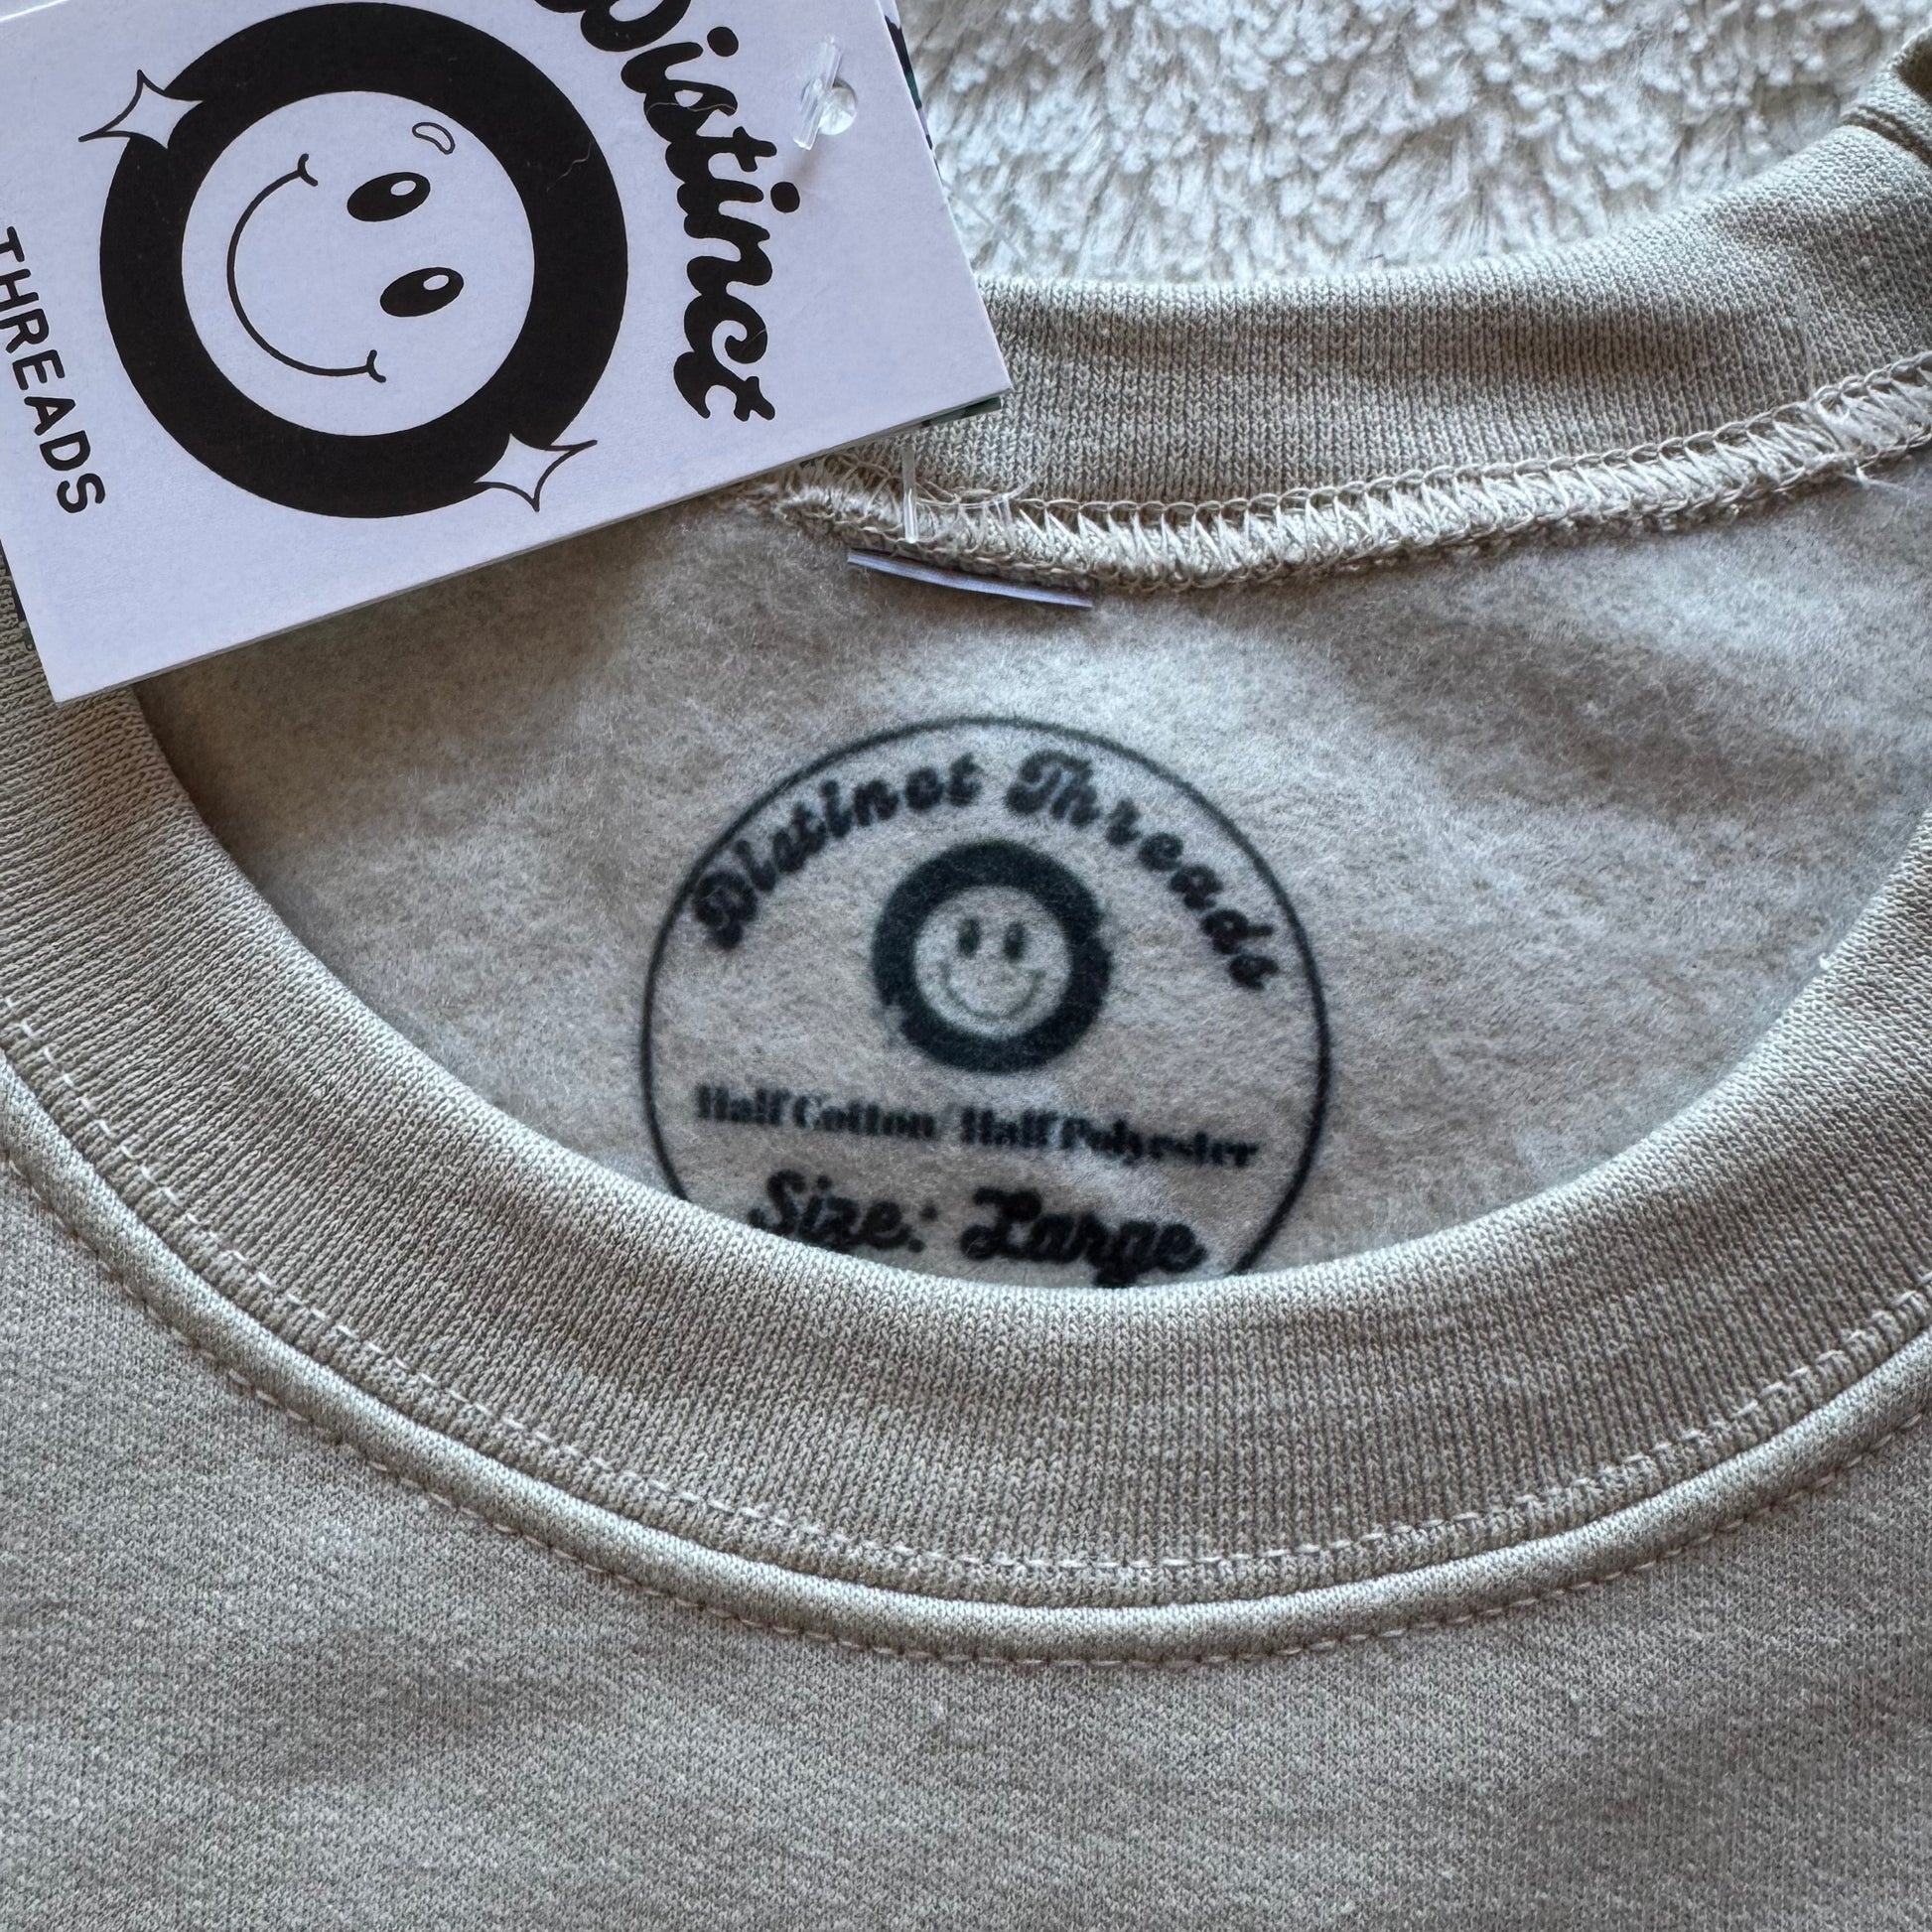 Distinct
THREADS
Distinct Threads
Half Cotton/Half Polyester
Size: Large